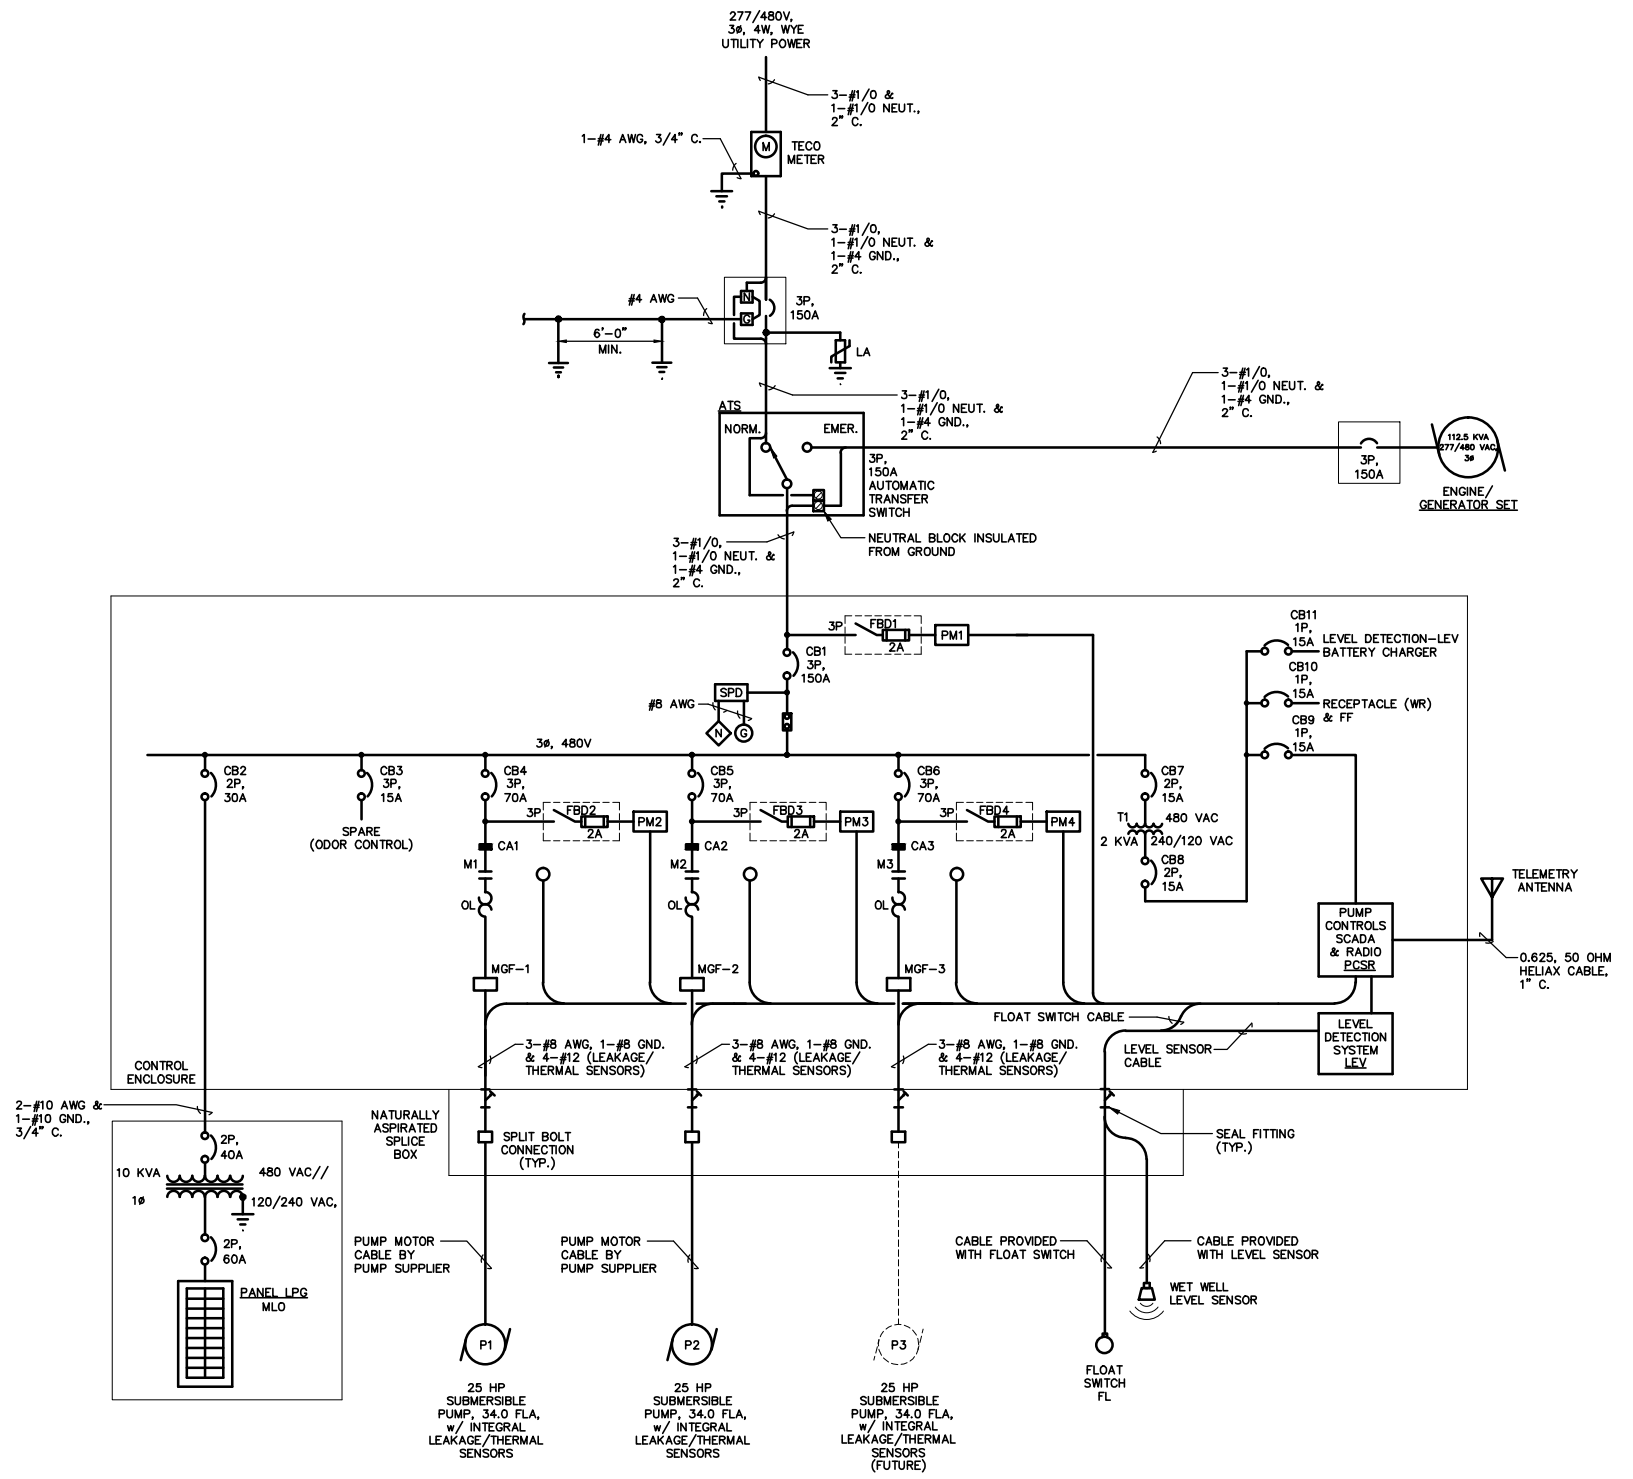 277/480V,
3ø, 4W, WYE
UTILITY POWER
3-#1/0 &
1-#1/0 NEUT.,
2" C.
1-#4 AWG, 3/4" C.
M
TECO
METER
3-#1/0,
1-#1/0 NEUT. &
1-#4 GND.,
2" C.
#4 AWG
N
G
3P,
150A
6'-0"
MIN.
LA
3-#1/0,
1-#1/0 NEUT. &
1-#4 GND.,
2" C.
3-#1/0,
1-#1/0 NEUT. &
1-#4 GND.,
2" C.
ATS
NORM.
EMER.
3P,
150A
AUTOMATIC
TRANSFER
SWITCH
3P,
150A
112.5 KVA
277/480 VAC,
3ø
ENGINE/
GENERATOR SET
NEUTRAL BLOCK INSULATED
FROM GROUND
3-#1/0,
1-#1/0 NEUT. &
1-#4 GND.,
2" C.
3P
FBD1
2A
PM1
CB1
3P,
150A
SPD
#8 AWG
N
G
CB11
1P,
15A
LEVEL DETECTION-LEV
BATTERY CHARGER
CB10
1P,
15A
RECEPTACLE (WR)
& FF
CB9
1P,
15A
3ø, 480V
CB2
2P,
30A
CB3
3P,
15A
SPARE
(ODOR CONTROL)
CB4
3P,
70A
3P
FBD2
2A
PM2
CA1
M1
OL
MGF-1
CB5
3P,
70A
3P
FBD3
2A
PM3
CA2
M2
OL
MGF-2
CB6
3P,
70A
3P
FBD4
2A
PM4
CA3
M3
OL
MGF-3
CB7
2P,
15A
T1
480 VAC
2 KVA
240/120 VAC
CB8
2P,
15A
TELEMETRY
ANTENNA
PUMP
CONTROLS
SCADA
& RADIO
PCSR
0.625, 50 OHM
HELIAX CABLE,
1" C.
FLOAT SWITCH CABLE
LEVEL SENSOR
CABLE
LEVEL
DETECTION
SYSTEM
LEV
3-#8 AWG, 1-#8 GND.
& 4-#12 (LEAKAGE/
THERMAL SENSORS)
3-#8 AWG, 1-#8 GND.
& 4-#12 (LEAKAGE/
THERMAL SENSORS)
3-#8 AWG, 1-#8 GND.
& 4-#12 (LEAKAGE/
THERMAL SENSORS)
CONTROL
ENCLOSURE
2-#10 AWG &
1-#10 GND.,
3/4" C.
NATURALLY
ASPIRATED
SPLICE
BOX
SPLIT BOLT
CONNECTION
(TYP.)
SEAL FITTING
(TYP.)
2P,
40A
10 KVA
480 VAC//
1ø
120/240 VAC,
2P,
60A
PANEL LPG
MLO
PUMP MOTOR
CABLE BY
PUMP SUPPLIER
PUMP MOTOR
CABLE BY
PUMP SUPPLIER
CABLE PROVIDED
WITH FLOAT SWITCH
CABLE PROVIDED
WITH LEVEL SENSOR
WET WELL
LEVEL SENSOR
P1
P2
P3
FLOAT
SWITCH
FL
25 HP
SUBMERSIBLE
PUMP, 34.0 FLA,
w/ INTEGRAL
LEAKAGE/THERMAL
SENSORS
25 HP
SUBMERSIBLE
PUMP, 34.0 FLA,
w/ INTEGRAL
LEAKAGE/THERMAL
SENSORS
25 HP
SUBMERSIBLE
PUMP, 34.0 FLA,
w/ INTEGRAL
LEAKAGE/THERMAL
SENSORS
(FUTURE)